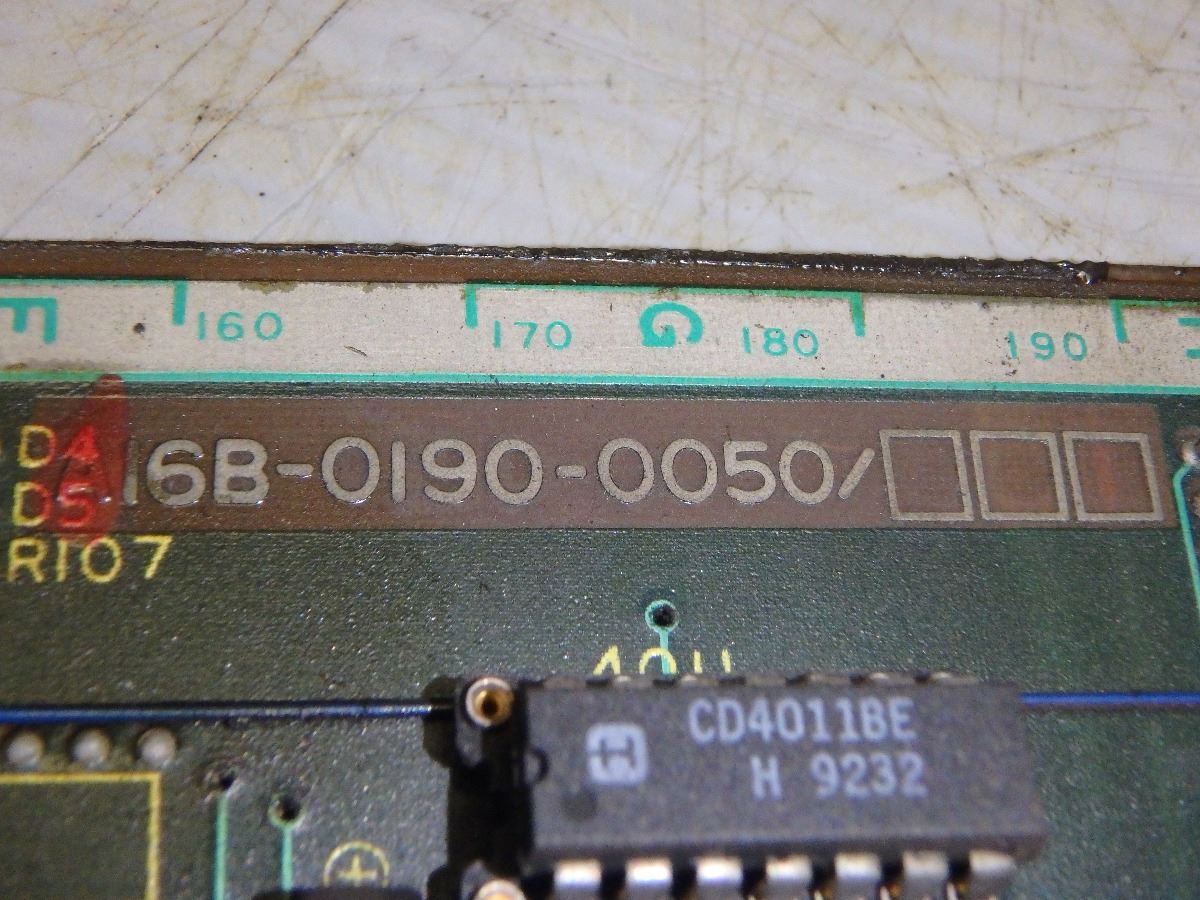 F 160 170 G 180 190
D4 16B-0190-0050/□□□
D5
R107
CD4011BE
H 9232